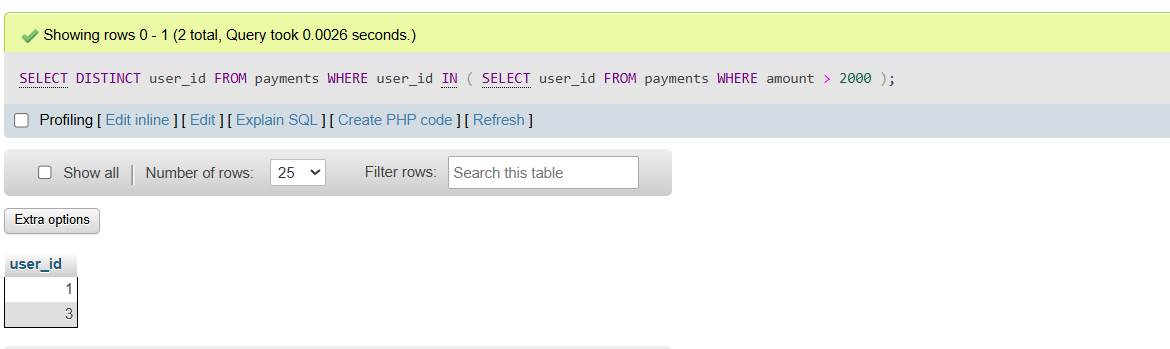 Showing rows 0 - 1 (2 total, Query took 0.0026 seconds.)
SELECT DISTINCT user_id FROM payments WHERE user_id IN ( SELECT user_id FROM payments WHERE amount > 2000 );
Profiling [ Edit inline ] [ Edit ] [ Explain SQL ] [ Create PHP code ] [ Refresh ]
Show all | Number of rows: 25 Filter rows: Search this table
Extra options
user_id
1
3